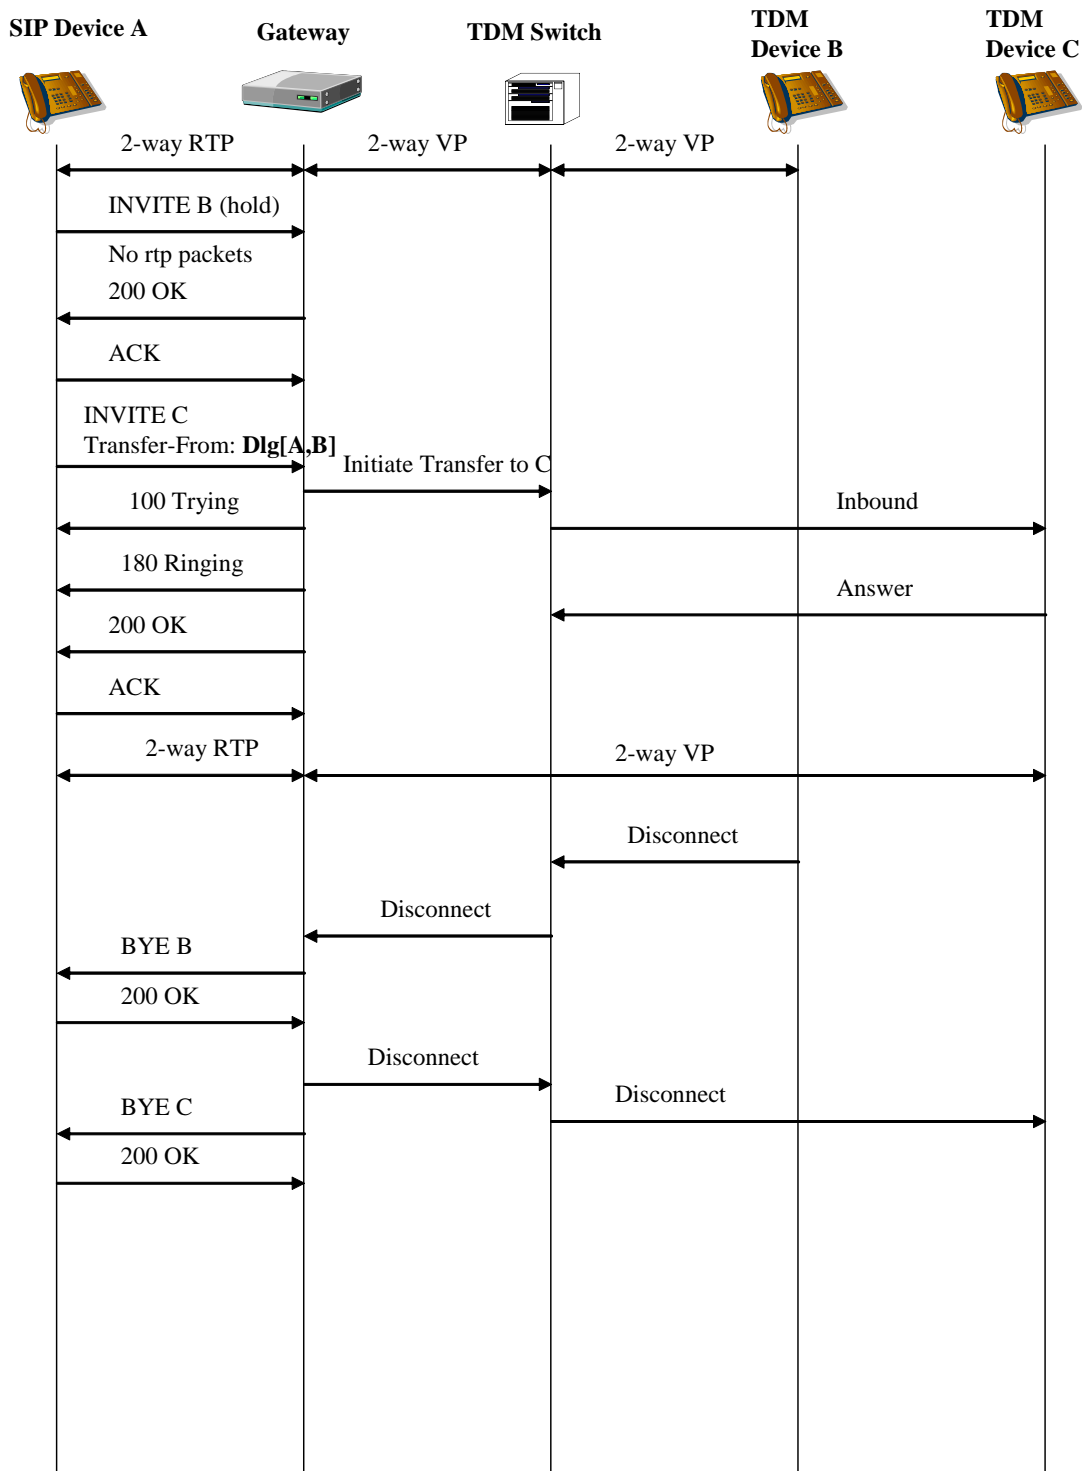 SIP Device A
Gateway
TDM Switch
TDM
Device B
TDM
Device C
2-way RTP
2-way VP
2-way VP
INVITE B (hold)
No rtp packets
200 OK
ACK
INVITE C
Transfer-From: Dlg[A,B]
Initiate Transfer to C
100 Trying
Inbound
180 Ringing
Answer
200 OK
ACK
2-way RTP
2-way VP
Disconnect
Disconnect
BYE B
200 OK
Disconnect
Disconnect
BYE C
200 OK